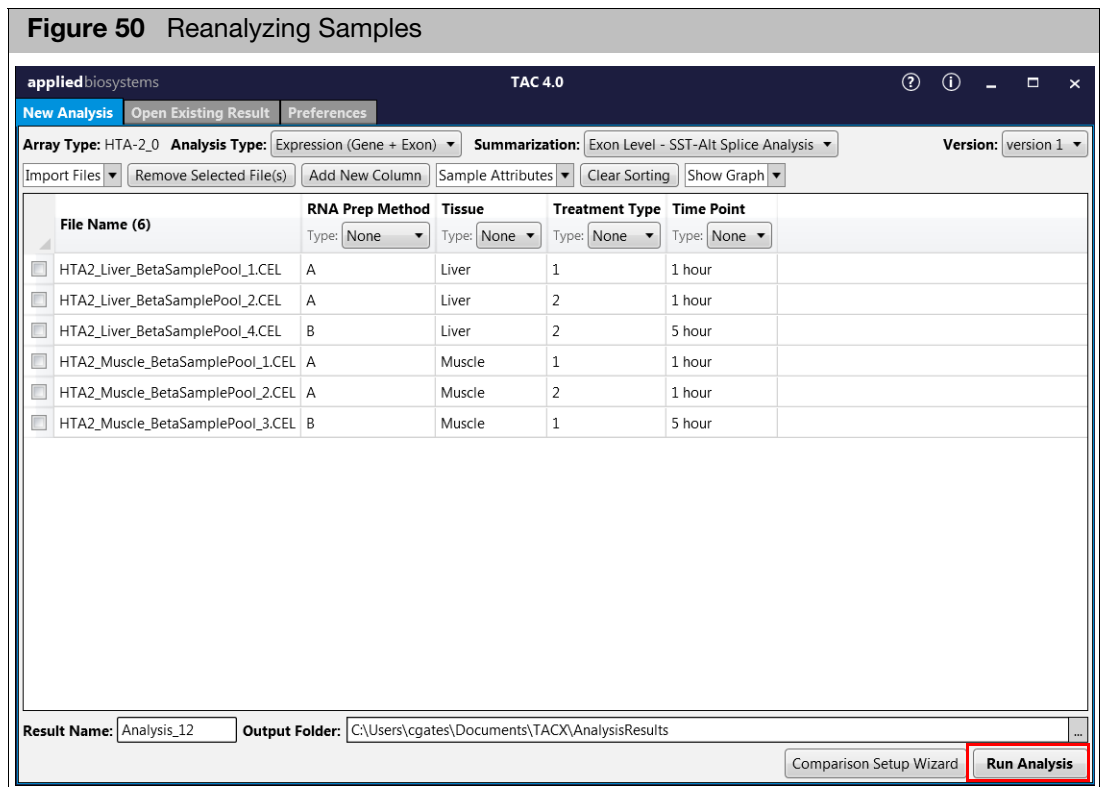 Figure 50 Reanalyzing Samples
appliedbiosystems TAC 4.0
New Analysis Open Existing Result Preferences
Array Type: HTA-2_0 Analysis Type: Expression (Gene + Exon) Summarization: Exon Level - SST-Alt Splice Analysis Version: version 1
Import Files Remove Selected File(s) Add New Column Sample Attributes Clear Sorting Show Graph
File Name (6) RNA Prep Method Tissue Treatment Type Time Point
Type: None Type: None Type: None Type: None
HTA2_Liver_BetaSamplePool_1.CEL A Liver 1 1 hour
HTA2_Liver_BetaSamplePool_2.CEL A Liver 2 1 hour
HTA2_Liver_BetaSamplePool_4.CEL B Liver 2 5 hour
HTA2_Muscle_BetaSamplePool_1.CEL A Muscle 1 1 hour
HTA2_Muscle_BetaSamplePool_2.CEL A Muscle 2 1 hour
HTA2_Muscle_BetaSamplePool_3.CEL B Muscle 1 5 hour
Result Name: Analysis_12 Output Folder: C:\Users\cgates\Documents\TACX\AnalysisResults ...
Comparison Setup Wizard Run Analysis